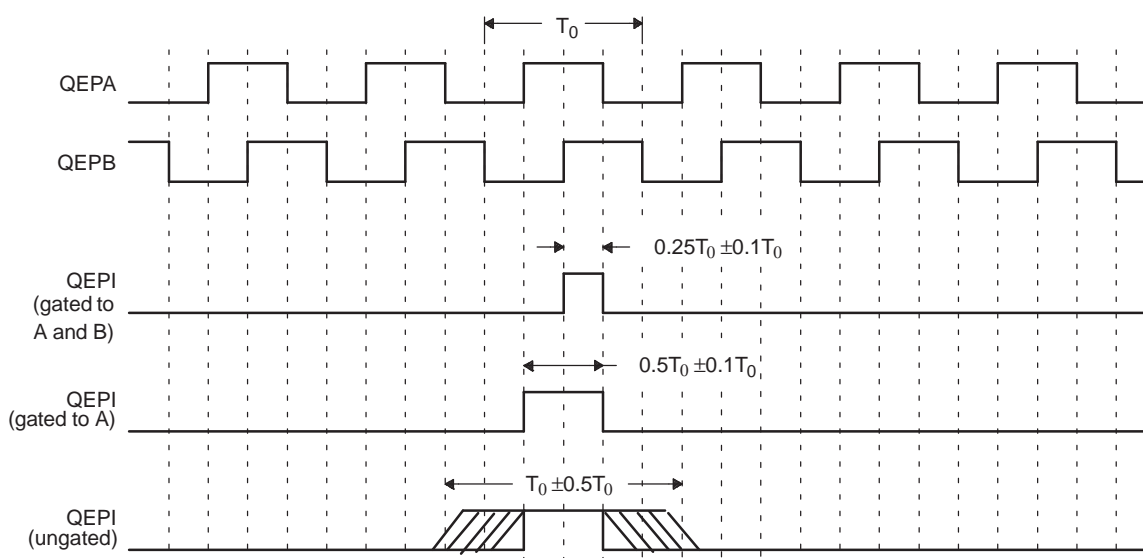 T₀
QEPA
QEPB
0.25T₀ ±0.1T₀
QEPI
(gated to
A and B)
0.5T₀ ±0.1T₀
QEPI
(gated to A)
T₀ ±0.5T₀
QEPI
(ungated)